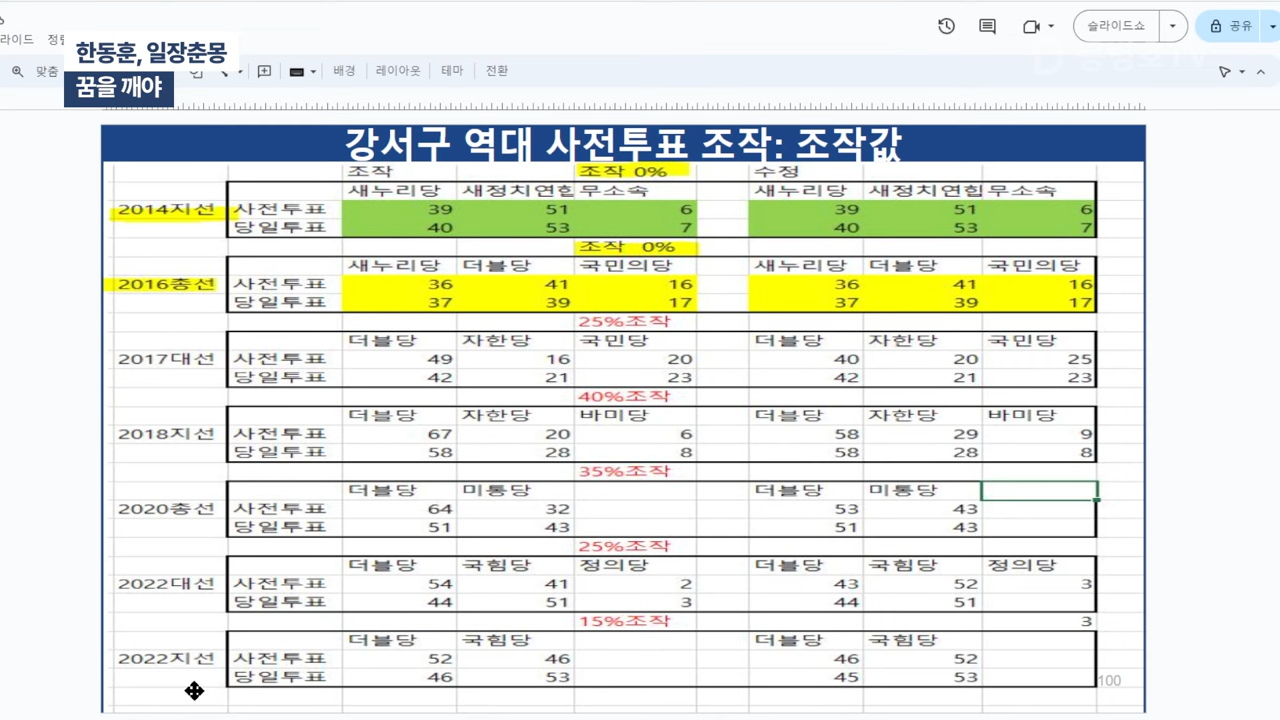 슬라이드쇼
공유
한동훈, 일장춘몽
꿈을 깨야
맞춤
배경 레이아웃 테마 전환
강서구 역대 사전투표 조작: 조작값
조작 조작 0% 수정
새누리당 새정치연힙 무소속 새누리당 새정치연힙 무소속
2014지선 사전투표 39 51 6 39 51 6
당일투표 40 53 7 40 53 7
조작 0%
새누리당 더블당 국민의당 새누리당 더블당 국민의당
2016총선 사전투표 36 41 16 36 41 16
당일투표 37 39 17 37 39 17
25%조작
더블당 자한당 국민당 더블당 자한당 국민당
2017대선 사전투표 49 16 20 40 20 25
당일투표 42 21 23 42 21 23
40%조작
더블당 자한당 바미당 더블당 자한당 바미당
2018지선 사전투표 67 20 6 58 29 9
당일투표 58 28 8 58 28 8
35%조작
더블당 미통당 더블당 미통당
2020총선 사전투표 64 32 53 43
당일투표 51 43 51 43
25%조작
더블당 국힘당 정의당 더블당 국힘당 정의당
2022대선 사전투표 54 41 2 43 52 3
당일투표 44 51 3 44 51
15%조작 3
더블당 국힘당 더블당 국힘당
2022지선 사전투표 52 46 46 52
당일투표 46 53 45 53
100